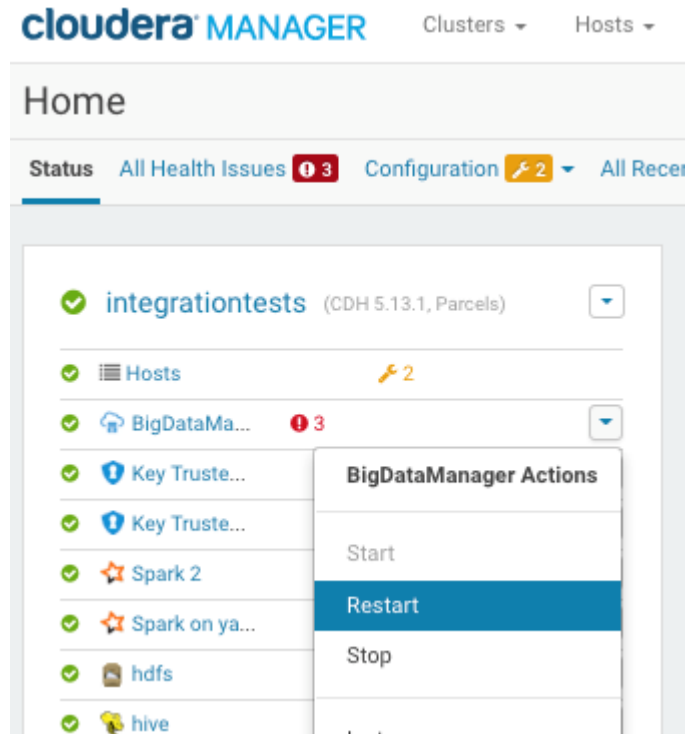 cloudera MANAGER Clusters Hosts
Home
Status All Health Issues 3 Configuration 2 All Recen
integrationtests (CDH 5.13.1, Parcels)
Hosts 2
BigDataMa... 3
BigDataManager Actions
Key Truste...
Key Truste...
Start
Spark 2
Restart
Spark on ya...
Stop
hdfs
hive